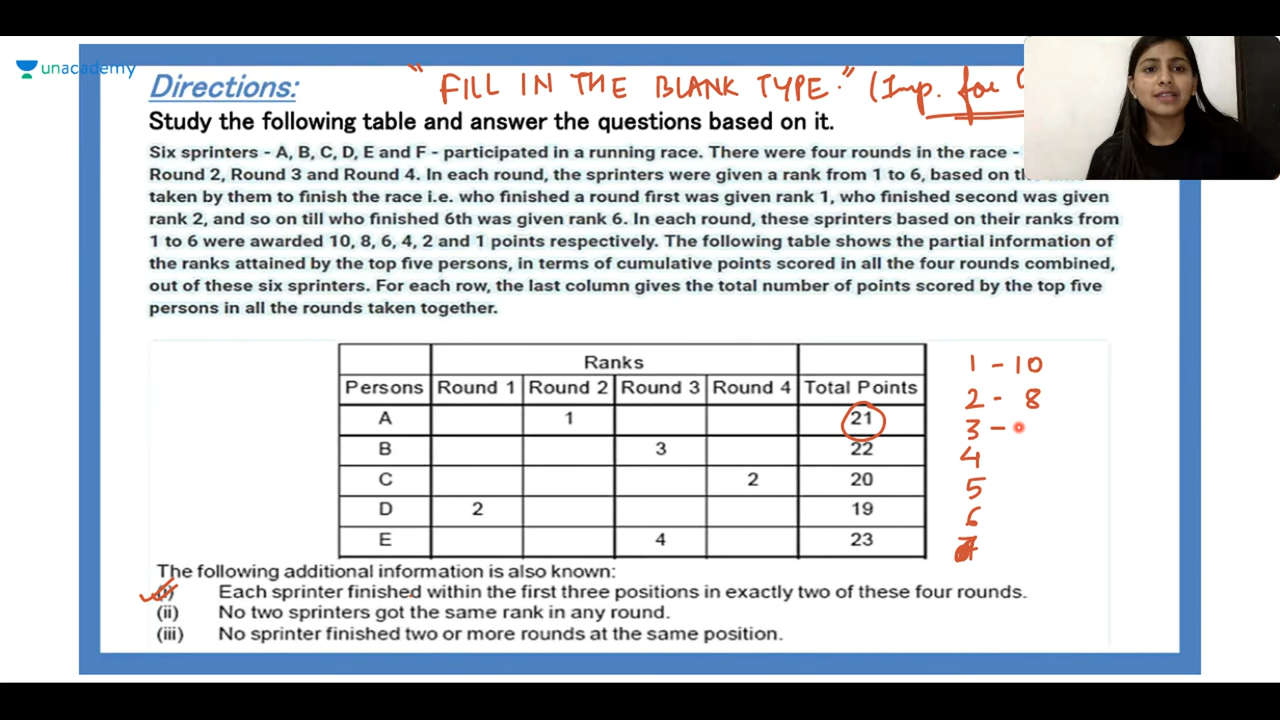 unacademy
Directions:
" FILL IN THE BLANK TYPE." (Imp. for
Study the following table and answer the questions based on it.
Six sprinters - A, B, C, D, E and F - participated in a running race. There were four rounds in the race -
Round 2, Round 3 and Round 4. In each round, the sprinters were given a rank from 1 to 6, based on
taken by them to finish the race i.e. who finished a round first was given rank 1, who finished second was given
rank 2, and so on till who finished 6th was given rank 6. In each round, these sprinters based on their ranks from
1 to 6 were awarded 10, 8, 6, 4, 2 and 1 points respectively. The following table shows the partial information of
the ranks attained by the top five persons, in terms of cumulative points scored in all the four rounds combined,
out of these six sprinters. For each row, the last column gives the total number of points scored by the top five
persons in all the rounds taken together.
Ranks
Persons Round 1 Round 2 Round 3 Round 4 Total Points
A 1 21
B 3 22
C 2 20
D 2 19
E 4 23
1 - 10
2 - 8
3 -
4
5
6
The following additional information is also known:
(i) Each sprinter finished within the first three positions in exactly two of these four rounds.
(ii) No two sprinters got the same rank in any round.
(iii) No sprinter finished two or more rounds at the same position.